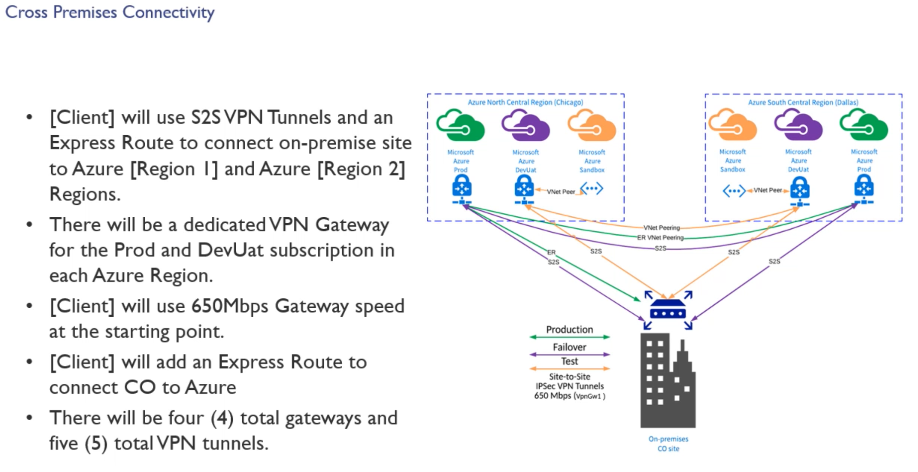 Cross Premises Connectivity
• [Client] will use S2S VPN Tunnels and an
Express Route to connect on-premise site
to Azure [Region 1] and Azure [Region 2]
Regions.
• There will be a dedicated VPN Gateway
for the Prod and DevUat subscription in
each Azure Region.
• [Client] will use 650Mbps Gateway speed
at the starting point.
• [Client] will add an Express Route to
connect CO to Azure
• There will be four (4) total gateways and
five (5) total VPN tunnels.
Azure North Central Region (Chicago)
Microsoft
Azure
Prod
Microsoft
Azure
DevUat
Microsoft
Azure
Sandbox
VNet Peer
Azure South Central Region (Dallas)
Microsoft
Azure
Sandbox
Microsoft
Azure
DevUat
Microsoft
Azure
Prod
VNet Peer
VNet Peering
ER VNet Peering
S2S
ER
S2S
S2S
S2S
S2S
Production
Failover
Test
Site-to-Site
IPSec VPN Tunnels
650 Mbps (VpnGw1 )
On-premises
CO site